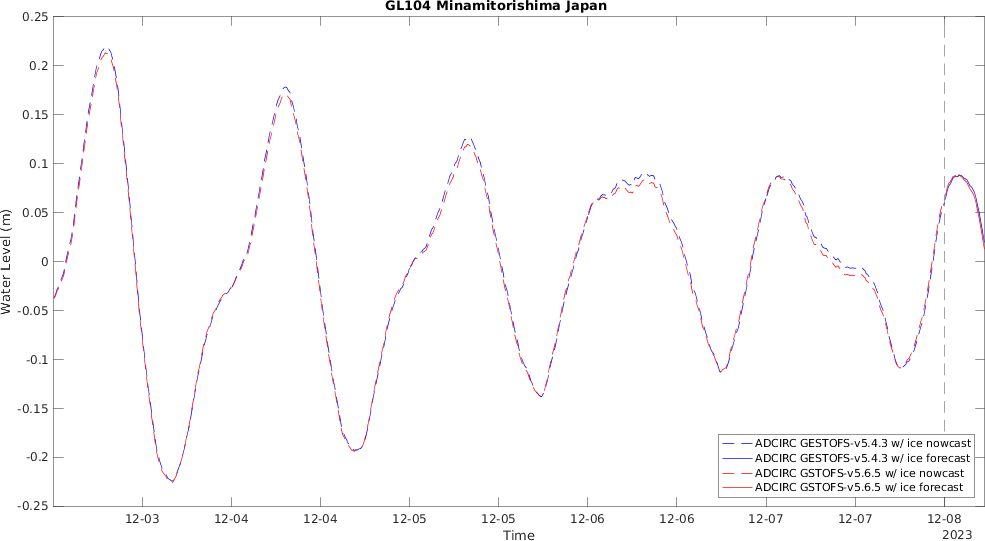 GL104 Minamitorishima Japan
0.25
0.2
0.15
0.1
0.05
0
-0.05
-0.1
-0.15
-0.2
-0.25
Water Level (m)
ADCIRC GESTOFS-v5.4.3 w/ ice nowcast
ADCIRC GESTOFS-v5.4.3 w/ ice forecast
ADCIRC GSTOFS-v5.6.5 w/ ice nowcast
ADCIRC GSTOFS-v5.6.5 w/ ice forecast
12-03 12-04 12-04 12-05 12-05 12-06 12-06 12-07 12-07 12-08
Time 2023